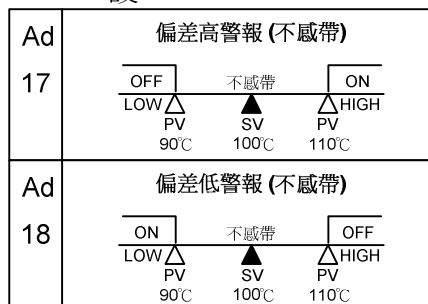 Ad
17
偏差高警報 (不感帶)
OFF 不感帶 ON
LOW HIGH
PV SV PV
90℃ 100℃ 110℃
Ad
18
偏差低警報 (不感帶)
ON 不感帶 OFF
LOW HIGH
PV SV PV
90℃ 100℃ 110℃